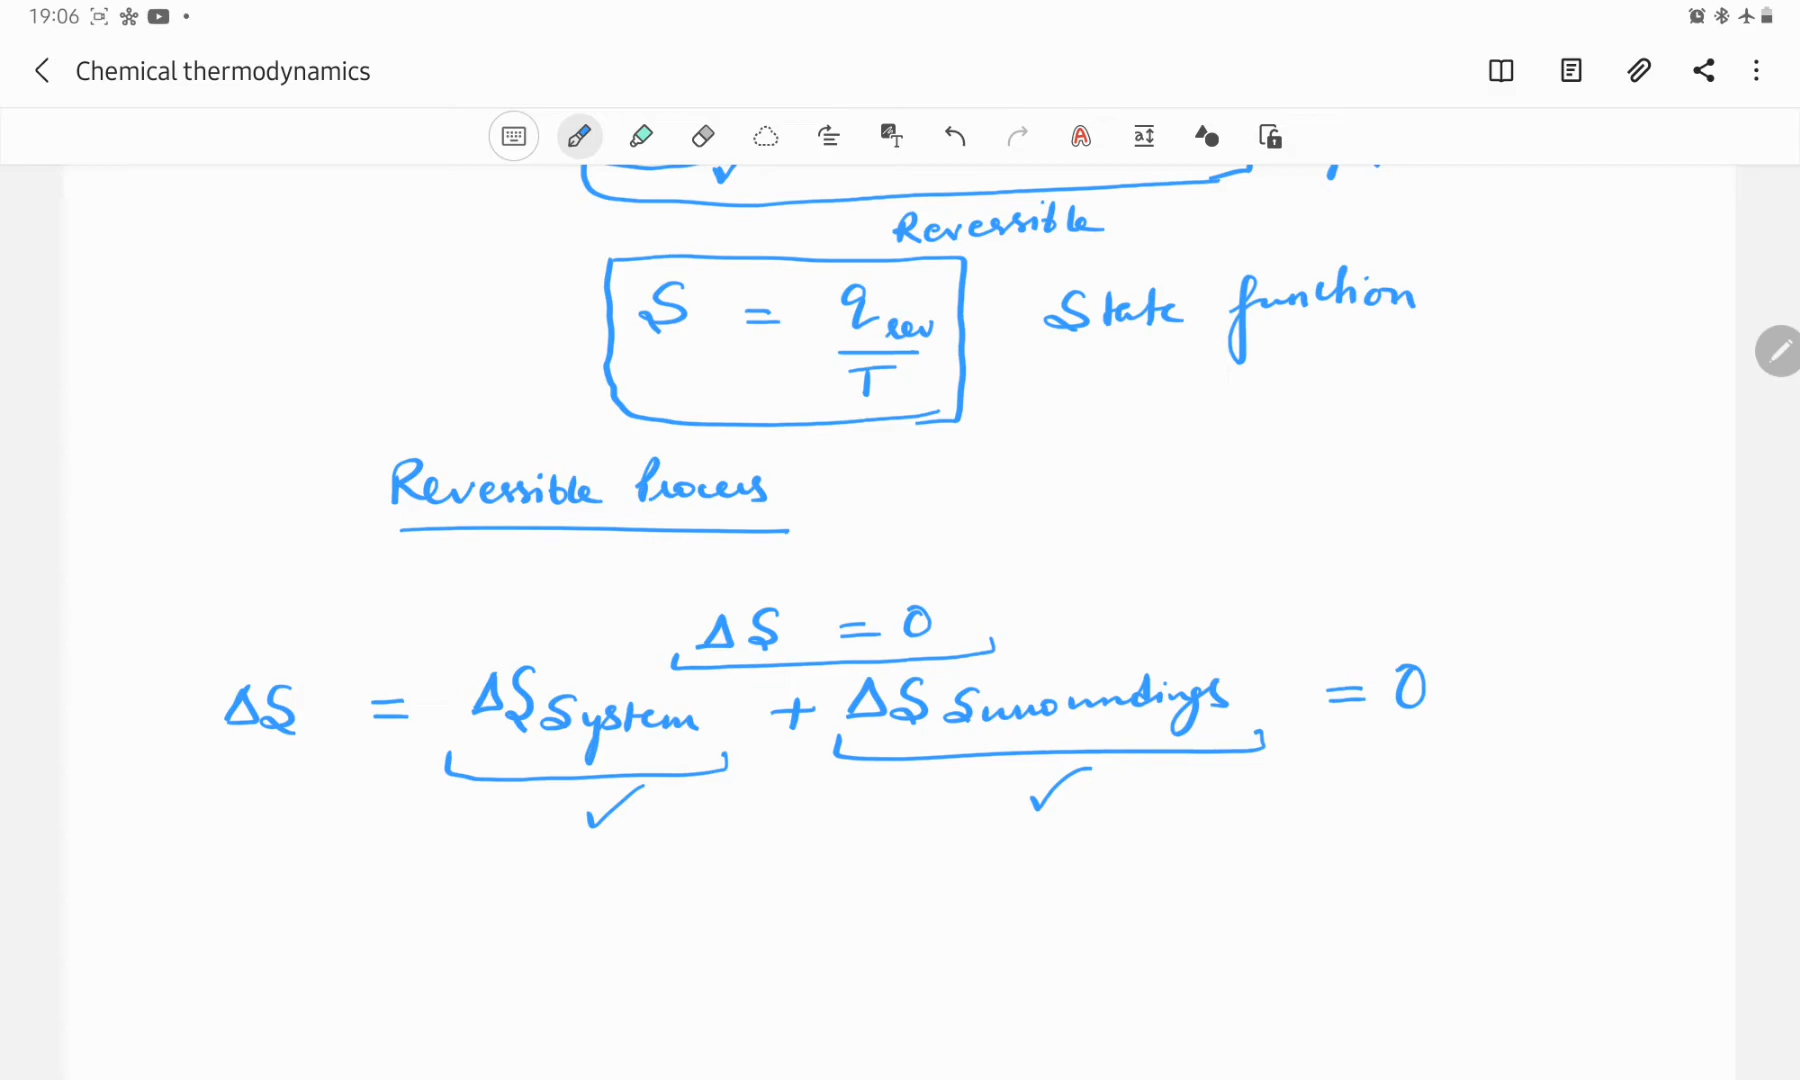 19:06
Chemical thermodynamics
Reversible
S = q rev / T State function
Reversible Process
ΔS = 0
ΔS = ΔS System + ΔS Surroundings = 0